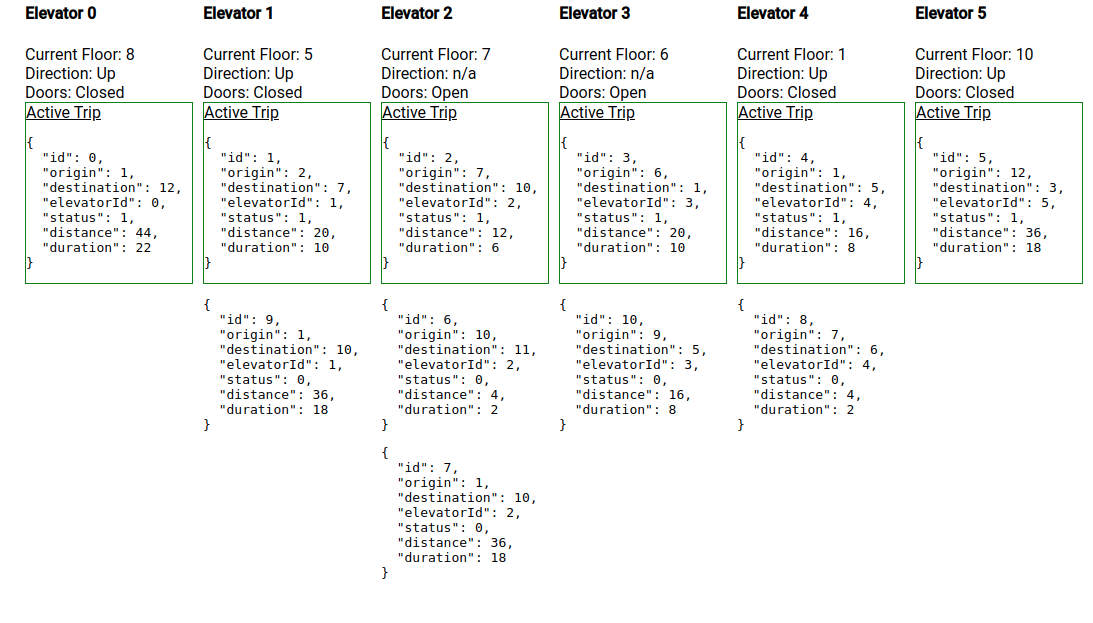 Elevator 0
Current Floor: 8
Direction: Up
Doors: Closed
Active Trip
{
"id": 0,
"origin": 1,
"destination": 12,
"elevatorId": 0,
"status": 1,
"distance": 44,
"duration": 22
}
Elevator 1
Current Floor: 5
Direction: Up
Doors: Closed
Active Trip
{
"id": 1,
"origin": 2,
"destination": 7,
"elevatorId": 1,
"status": 1,
"distance": 20,
"duration": 10
}
{
"id": 9,
"origin": 1,
"destination": 10,
"elevatorId": 1,
"status": 0,
"distance": 36,
"duration": 18
}
Elevator 2
Current Floor: 7
Direction: n/a
Doors: Open
Active Trip
{
"id": 2,
"origin": 7,
"destination": 10,
"elevatorId": 2,
"status": 1,
"distance": 12,
"duration": 6
}
{
"id": 6,
"origin": 10,
"destination": 11,
"elevatorId": 2,
"status": 0,
"distance": 4,
"duration": 2
}
{
"id": 7,
"origin": 1,
"destination": 10,
"elevatorId": 2,
"status": 0,
"distance": 36,
"duration": 18
}
Elevator 3
Current Floor: 6
Direction: n/a
Doors: Open
Active Trip
{
"id": 3,
"origin": 6,
"destination": 1,
"elevatorId": 3,
"status": 1,
"distance": 20,
"duration": 10
}
{
"id": 10,
"origin": 9,
"destination": 5,
"elevatorId": 3,
"status": 0,
"distance": 16,
"duration": 8
}
Elevator 4
Current Floor: 1
Direction: Up
Doors: Closed
Active Trip
{
"id": 4,
"origin": 1,
"destination": 5,
"elevatorId": 4,
"status": 1,
"distance": 16,
"duration": 8
}
{
"id": 8,
"origin": 7,
"destination": 6,
"elevatorId": 4,
"status": 0,
"distance": 4,
"duration": 2
}
Elevator 5
Current Floor: 10
Direction: Up
Doors: Closed
Active Trip
{
"id": 5,
"origin": 12,
"destination": 3,
"elevatorId": 5,
"status": 1,
"distance": 36,
"duration": 18
}